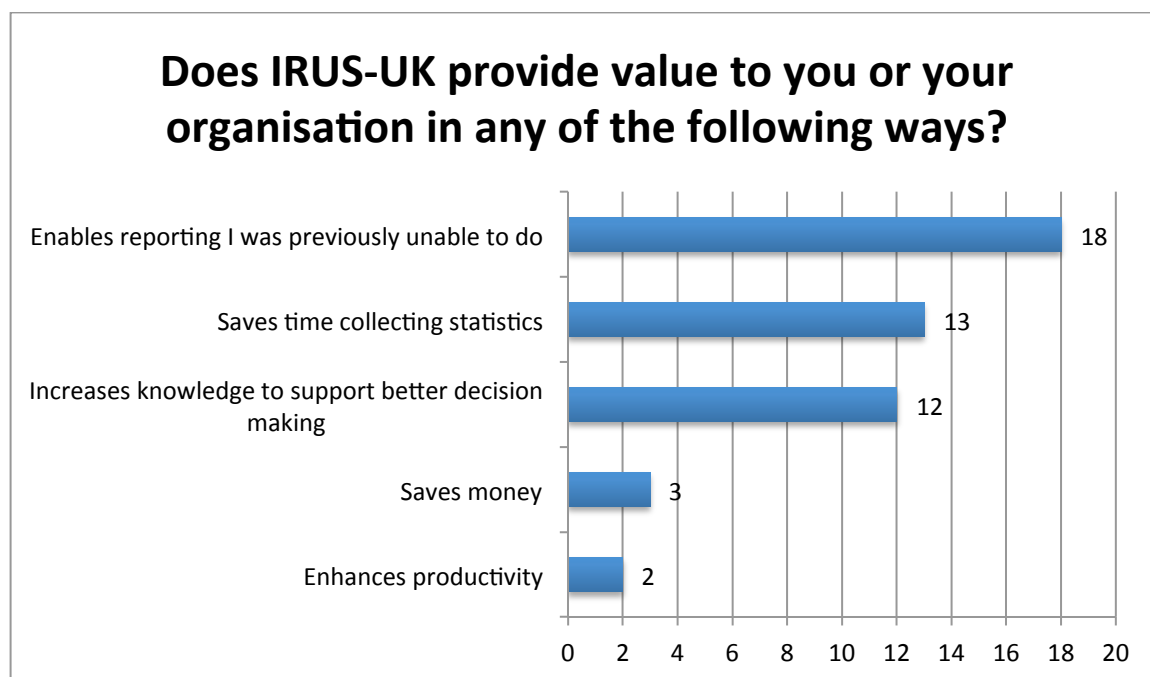 Does IRUS-UK provide value to you or your
organisation in any of the following ways?
Enables reporting I was previously unable to do
18
Saves time collecting statistics
13
Increases knowledge to support better decision
making
12
Saves money
3
Enhances productivity
2
0 2 4 6 8 10 12 14 16 18 20